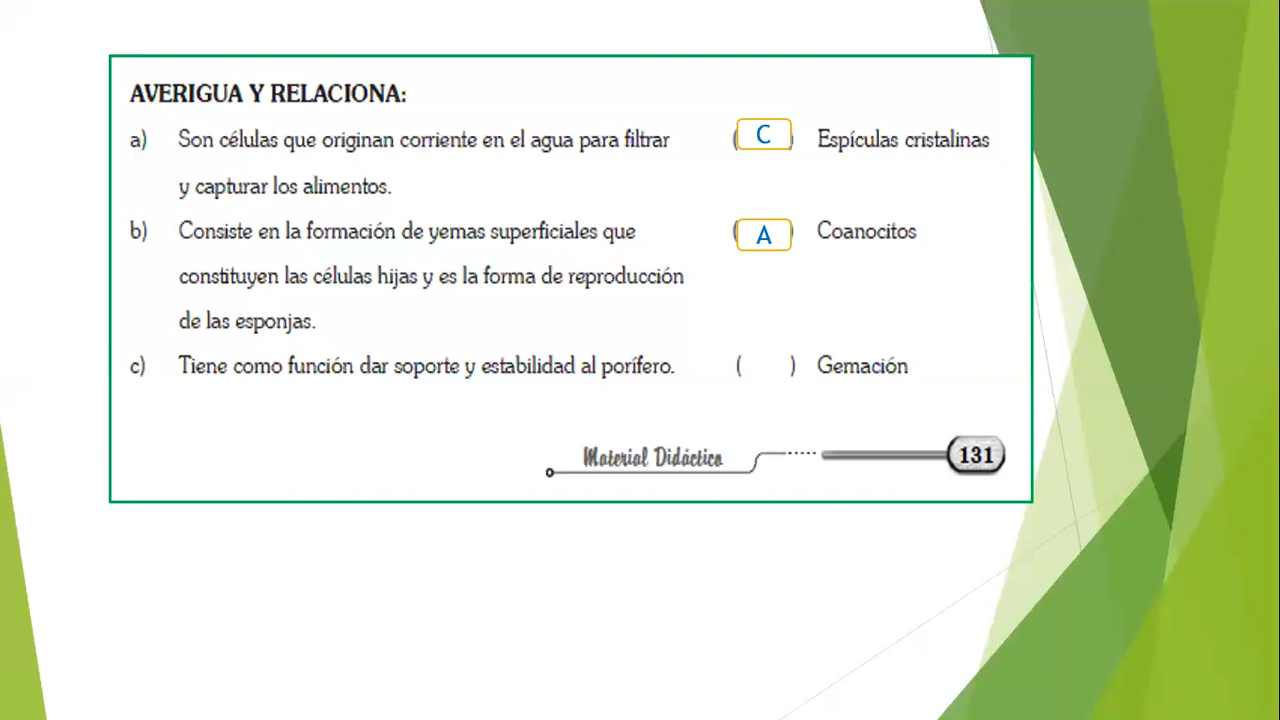 AVERIGUA Y RELACIONA:
a) Son células que originan corriente en el agua para filtrar ( C ) Espículas cristalinas
y capturar los alimentos.
b) Consiste en la formación de yemas superficiales que ( A ) Coanocitos
constituyen las células hijas y es la forma de reproducción
de las esponjas.
c) Tiene como función dar soporte y estabilidad al porífero. ( ) Gemación
Material Didáctico 131